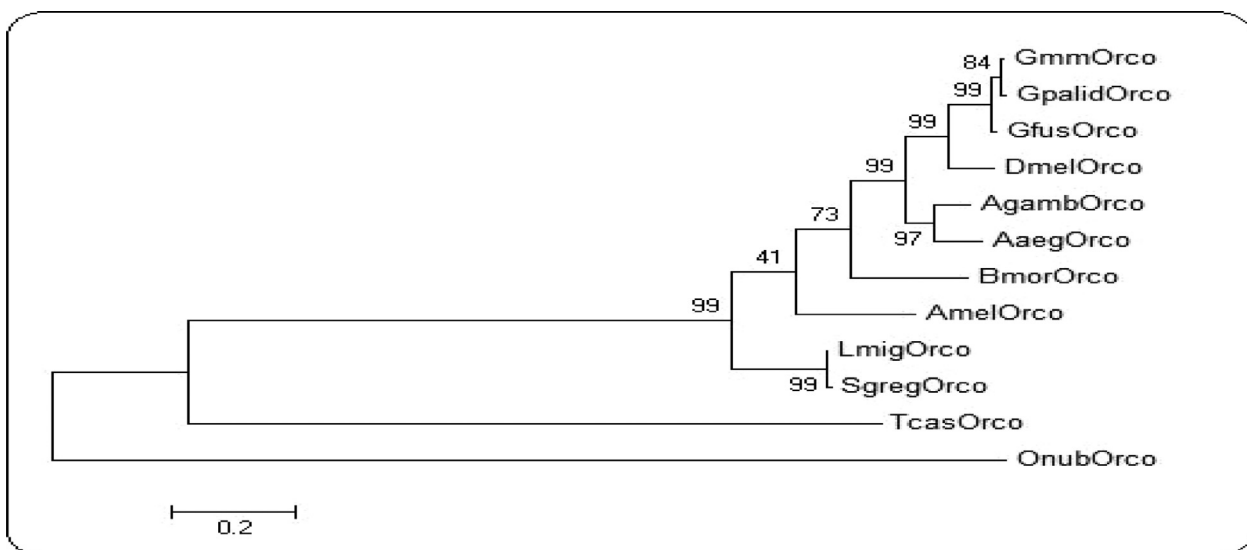 84
GmmOrco
99
GpalidOrco
99
GfusOrco
99
DmelOrco
73
AgambOrco
97
AaegOrco
41
BmorOrco
99
AmelOrco
LmigOrco
99
SgregOrco
TcasOrco
OnubOrco
0.2